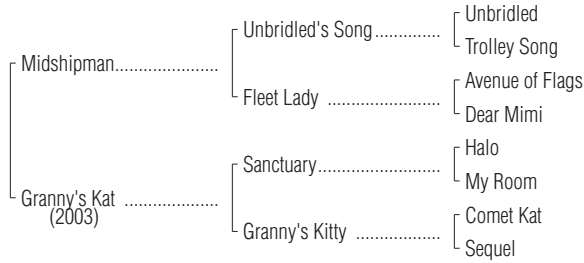 Unbridled
Unbridled's Song..............
Trolley Song
Midshipman......................
Avenue of Flags
Fleet Lady ........................
Dear Mimi
Halo
Sanctuary..........................
My Room
Granny's Kat ....................
(2003)
Comet Kat
Granny's Kitty ..................
Sequel